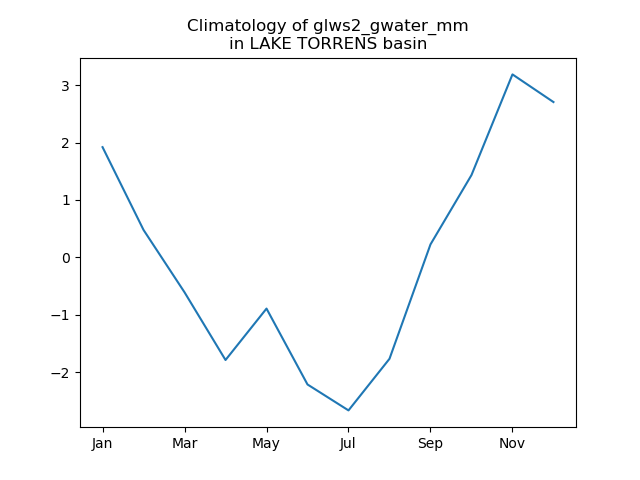 Climatology of glws2_gwater_mm
in LAKE TORRENS basin
3
2
1
0
−1
−2
Jan
Mar
May
Jul
Sep
Nov